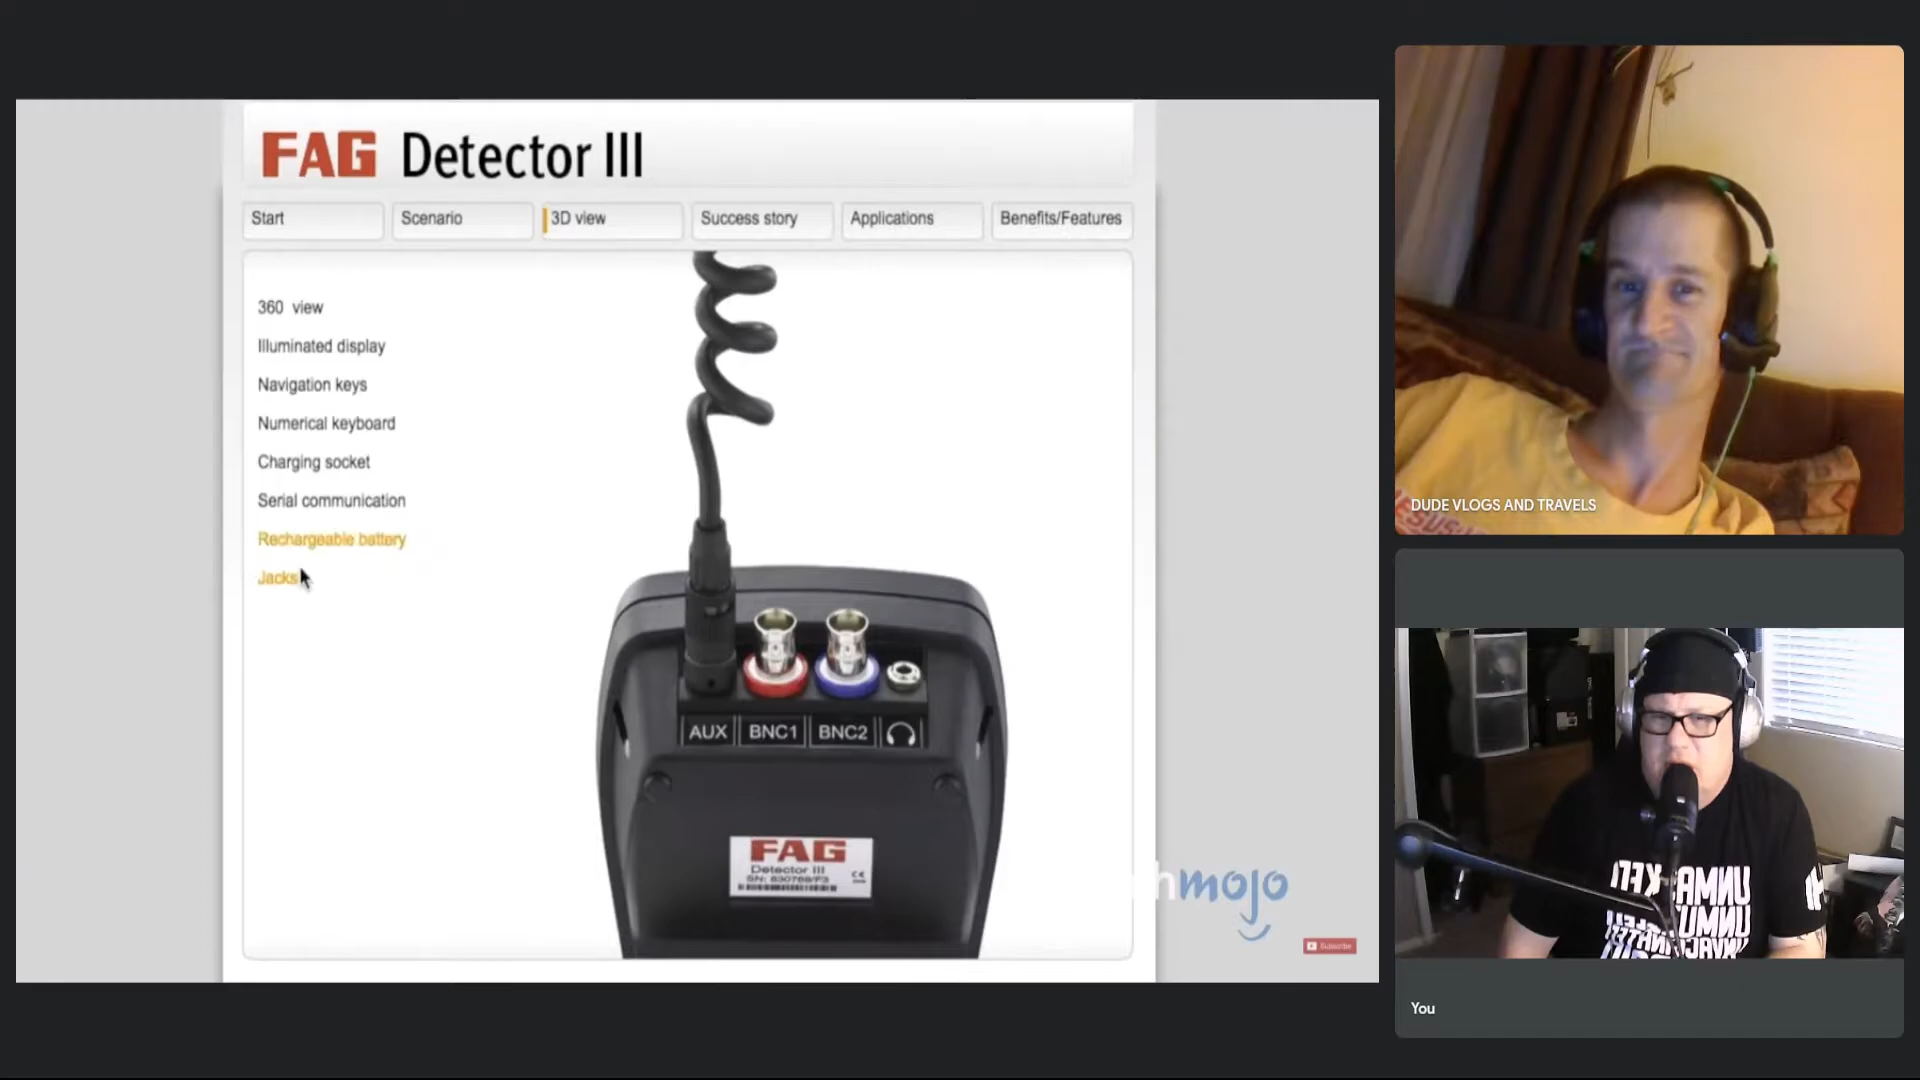 FAG Detector III
Start Scenario 3D view Success story Applications Benefits/Features
360 view
Illuminated display
Navigation keys
Numerical keyboard
Charging socket
Serial communication
Rechargeable battery
Jacks
AUX BNC1 BNC2
FAG
Detector III
mojo
Subscribe
DUDE VLOGS AND TRAVELS
You